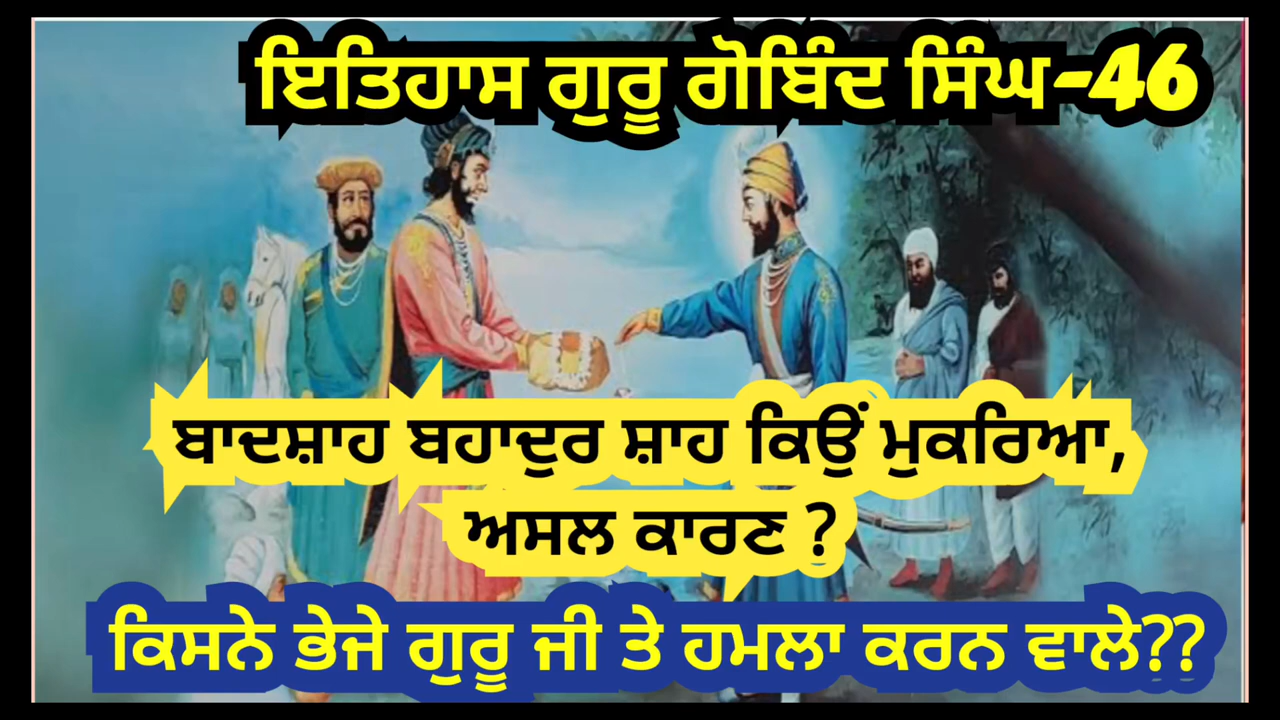 ਇਤਿਹਾਸ ਗੁਰੂ ਗੋਬਿੰਦ ਸਿੰਘ-46
ਬਾਦਸ਼ਾਹ ਬਹਾਦੁਰ ਸ਼ਾਹ ਕਿਉਂ ਮੁਕਰਿਆ,
ਅਸਲ ਕਾਰਣ ?
ਕਿਸਨੇ ਭੇਜੇ ਗੁਰੂ ਜੀ ਤੇ ਹਮਲਾ ਕਰਨ ਵਾਲੇ??